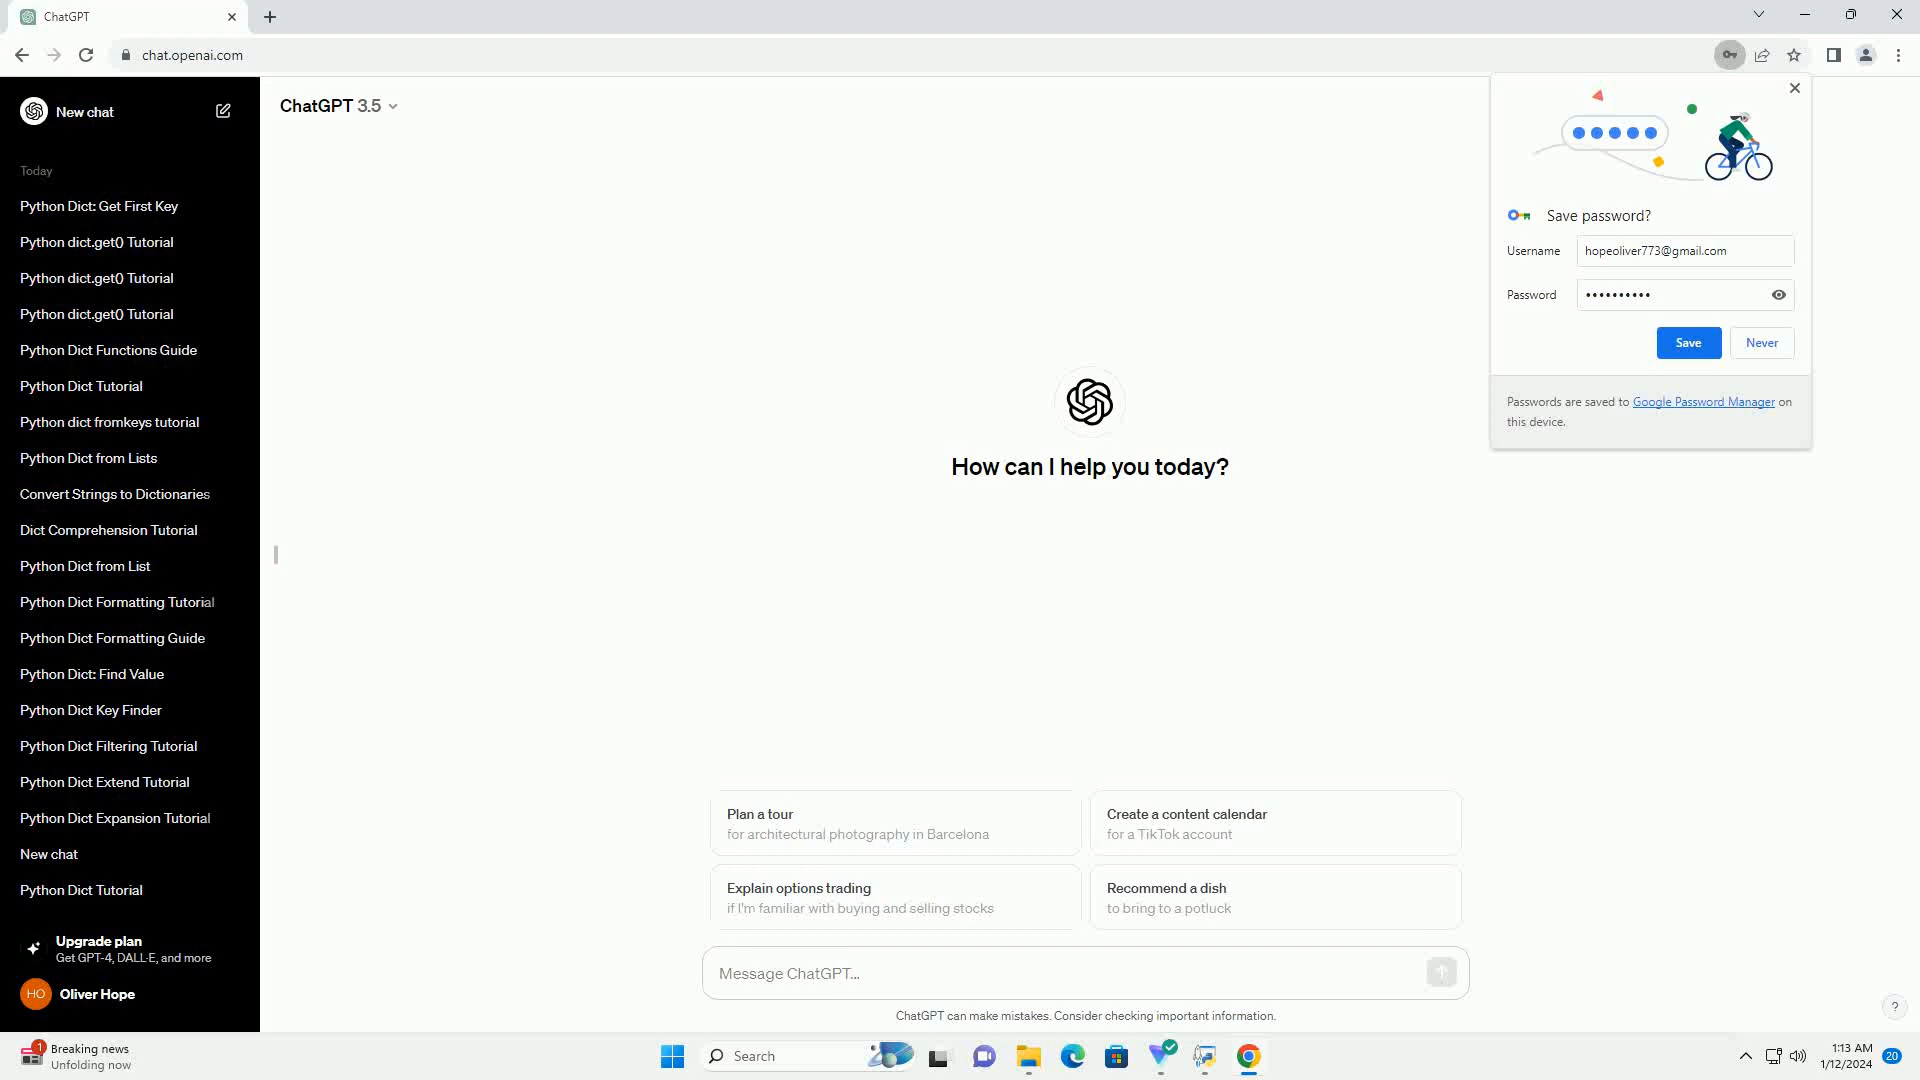 ChatGPT
chat.openai.com
New chat
Today
Python Dict: Get First Key
Python dict.get() Tutorial
Python dict.get() Tutorial
Python dict.get() Tutorial
Python Dict Functions Guide
Python Dict Tutorial
Python dict fromkeys tutorial
Python Dict from Lists
Convert Strings to Dictionaries
Dict Comprehension Tutorial
Python Dict from List
Python Dict Formatting Tutorial
Python Dict Formatting Guide
Python Dict: Find Value
Python Dict Key Finder
Python Dict Filtering Tutorial
Python Dict Extend Tutorial
Python Dict Expansion Tutorial
New chat
Python Dict Tutorial
Upgrade plan
Get GPT-4, DALL·E, and more
HO Oliver Hope
ChatGPT 3.5
Save password?
Username hopeoliver773@gmail.com
Password ••••••••••
Save Never
Passwords are saved to Google Password Manager on
this device.
How can I help you today?
Plan a tour
for architectural photography in Barcelona
Create a content calendar
for a TikTok account
Explain options trading
if I'm familiar with buying and selling stocks
Recommend a dish
to bring to a potluck
Message ChatGPT...
ChatGPT can make mistakes. Consider checking important information.
?
1
Breaking news
Unfolding now
Search
1:13 AM
1/12/2024
20